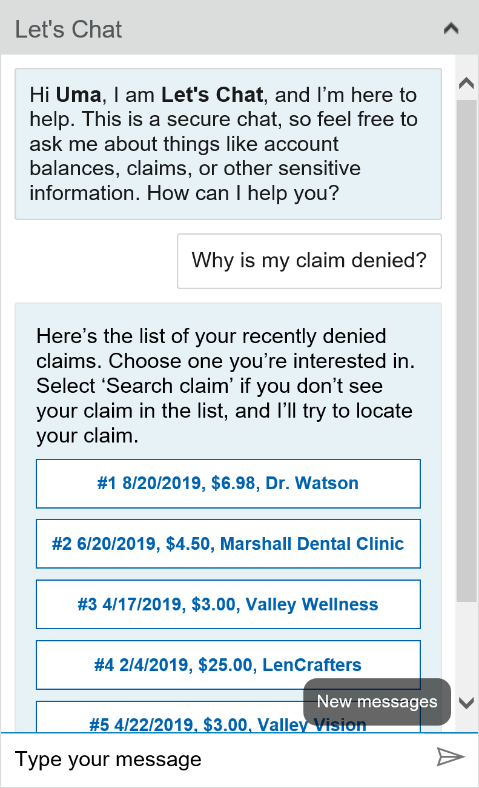 Let's Chat
Hi Uma, I am Let's Chat, and I'm here to
help. This is a secure chat, so feel free to
ask me about things like account
balances, claims, or other sensitive
information. How can I help you?
Why is my claim denied?
Here's the list of your recently denied
claims. Choose one you're interested in.
Select ‘Search claim’ if you don't see
your claim in the list, and I'll try to locate
your claim.
#1 8/20/2019, $6.98, Dr. Watson
#2 6/20/2019, $4.50, Marshall Dental Clinic
#3 4/17/2019, $3.00, Valley Wellness
#4 2/4/2019, $25.00, LenCrafters
New messages
#5 4/22/2019, $3.00, Valley Vision
Type your message